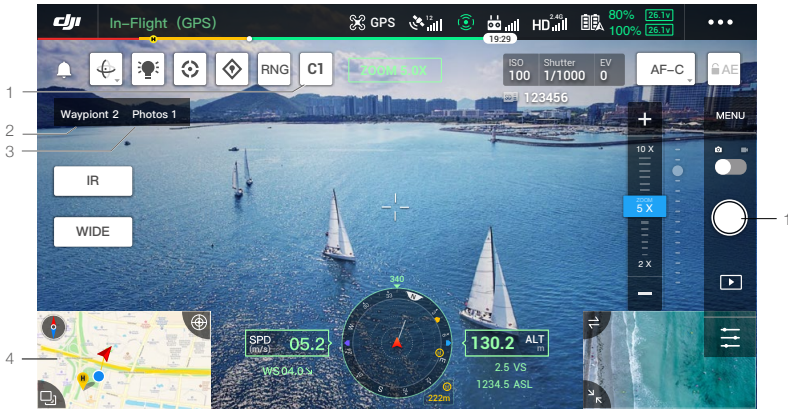 dji In-Flight (GPS) GPS 12 HD 2.4G A 80% 26.1v
100% 26.1v
H 19:29
RNG C1 ZOOM 5.0X ISO 100 Shutter 1/1000 EV 0 AF-C AE
1
123456
Waypiont 2 Photos 1
2
3
MENU
+
10 X
IR
ZOOM
5 X
1
WIDE
2 X
340
N
SPD
(m/s)
05.2
130.2 ALT
m
4
H
WS 04.0
2.5 VS
1234.5 ASL
S
222m